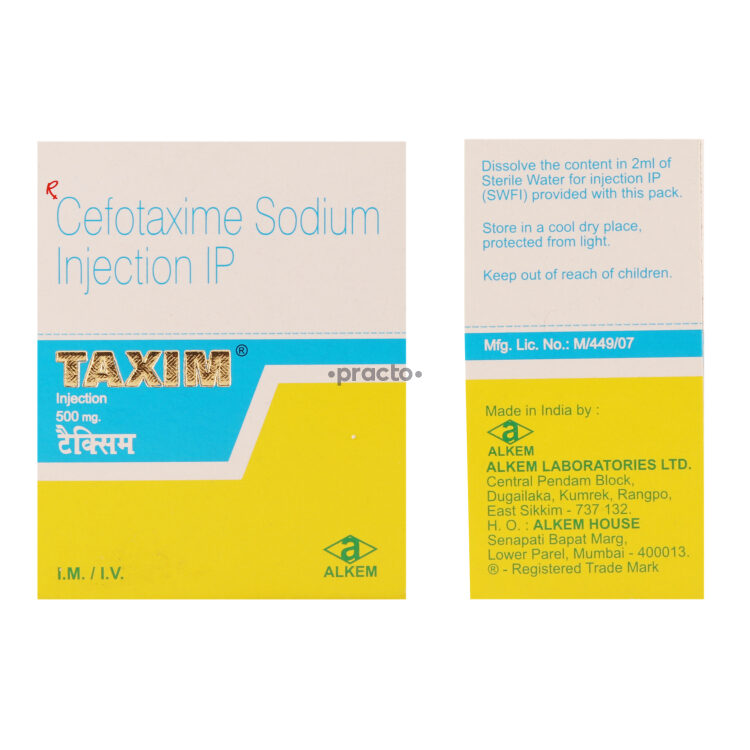 Rx
Cefotaxime Sodium
Injection IP
TAXIM®
Injection
500 mg.
टैक्सिम
I.M. / I.V.
a
ALKEM
•practo•
Dissolve the content in 2ml of
Sterile Water for injection IP
(SWFI) provided with this pack.
Store in a cool dry place,
protected from light.
Keep out of reach of children.
Mfg. Lic. No.: M/449/07
Made in India by :
a
ALKEM
ALKEM LABORATORIES LTD.
Central Pendam Block,
Dugailaka, Kumrek, Rangpo,
East Sikkim - 737 132.
H. O. : ALKEM HOUSE
Senapati Bapat Marg,
Lower Parel, Mumbai - 400013.
® - Registered Trade Mark